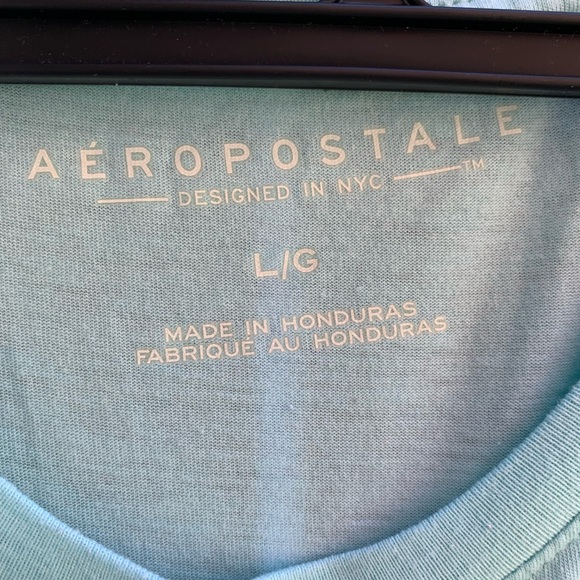 AÉROPOSTALE
DESIGNED IN NYC TM
L/G
MADE IN HONDURAS
FABRIQUÉ AU HONDURAS